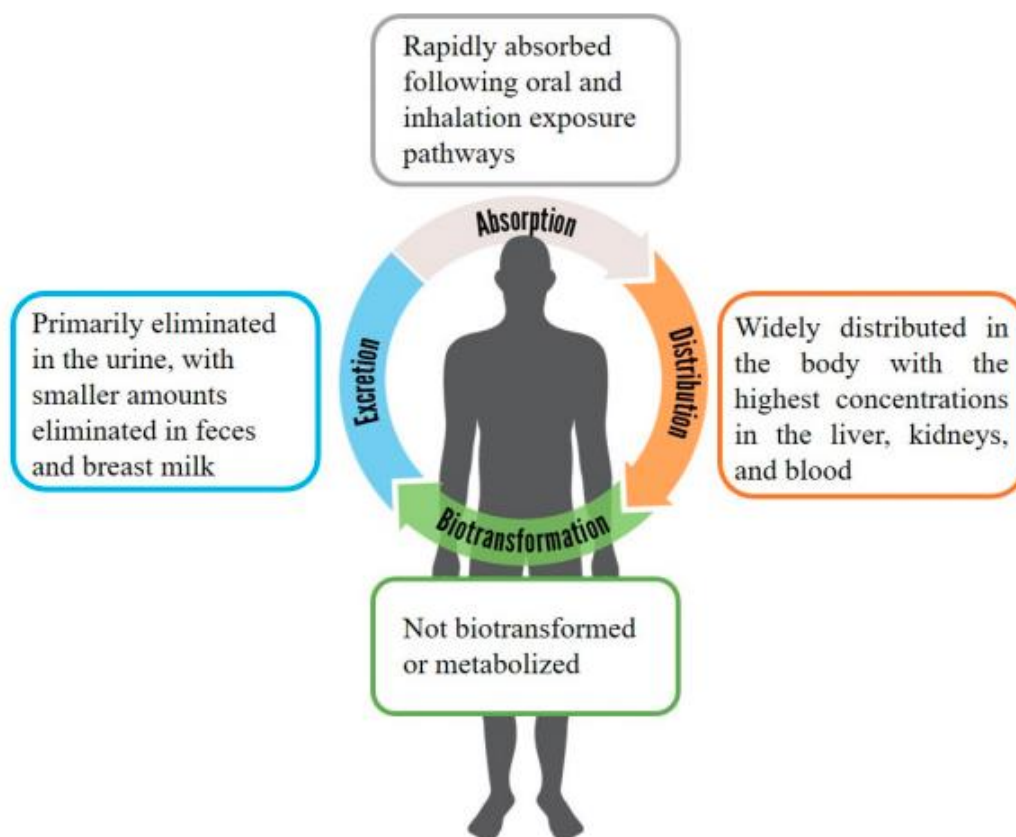 Rapidly absorbed
following oral and
inhalation exposure
pathways
Absorption
Primarily eliminated
in the urine, with
smaller amounts
eliminated in feces
and breast milk
Excretion
Distribution
Widely distributed in
the body with the
highest concentrations
in the liver, kidneys,
and blood
Biotransformation
Not biotransformed
or metabolized